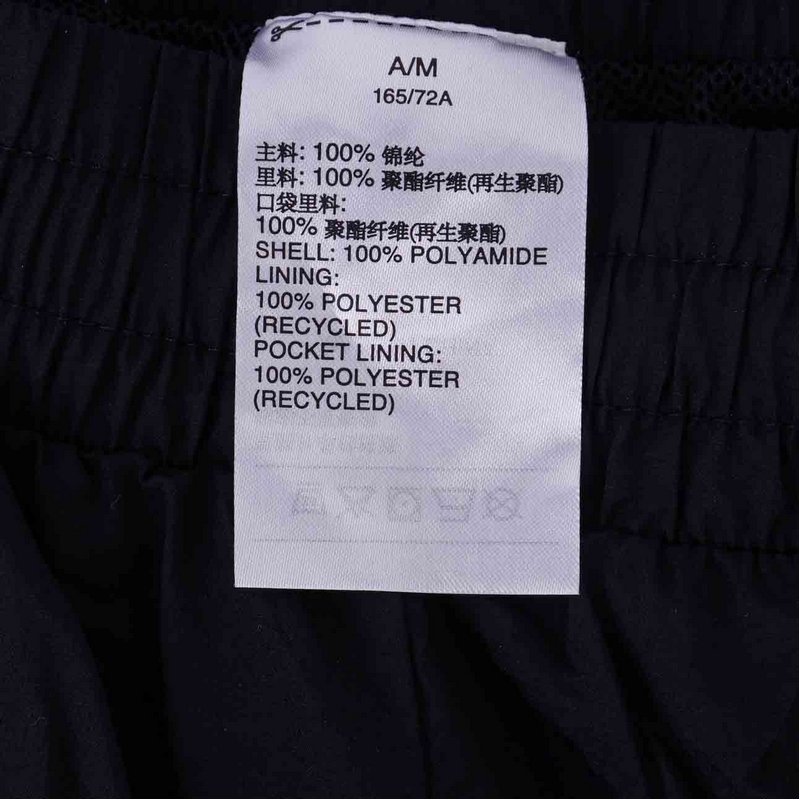 A/M
165/72A
主料: 100% 锦纶
里料: 100% 聚酯纤维(再生聚酯)
口袋里料:
100% 聚酯纤维(再生聚酯)
SHELL: 100% POLYAMIDE
LINING:
100% POLYESTER
(RECYCLED)
POCKET LINING:
100% POLYESTER
(RECYCLED)